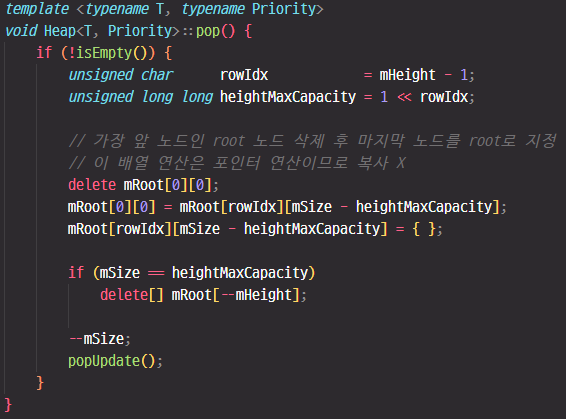 template <typename T, typename Priority>
void Heap<T, Priority>::pop() {
    if (!isEmpty()) {
        unsigned char      rowIdx            = mHeight - 1;
        unsigned long long heightMaxCapacity = 1 << rowIdx;

        // 가장 앞 노드인 root 노드 삭제 후 마지막 노드를 root로 지정
        // 이 배열 연산은 포인터 연산이므로 복사 X
        delete mRoot[0][0];
        mRoot[0][0] = mRoot[rowIdx][mSize - heightMaxCapacity];
        mRoot[rowIdx][mSize - heightMaxCapacity] = { };

        if (mSize == heightMaxCapacity)
            delete[] mRoot[--mHeight];

        --mSize;
        popUpdate();
    }
}